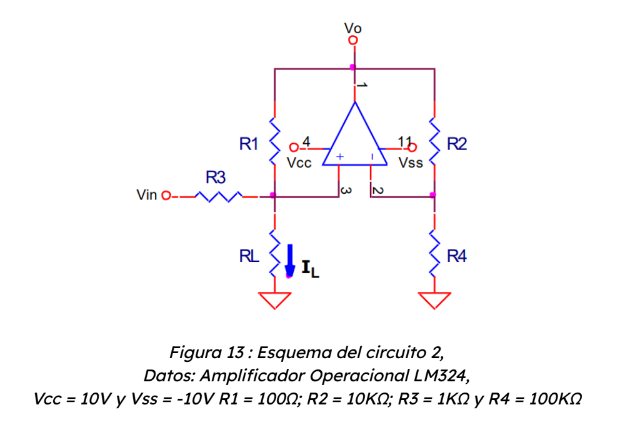 Vo
1
R1
4
11
R2
Vcc
+
-
Vss
R3
Vin
3
2
RL
IL
R4
Figura 13 : Esquema del circuito 2,
Datos: Amplificador Operacional LM324,
Vcc = 10V y Vss = -10V R1 = 100Ω; R2 = 10KΩ; R3 = 1KΩ y R4 = 100KΩ